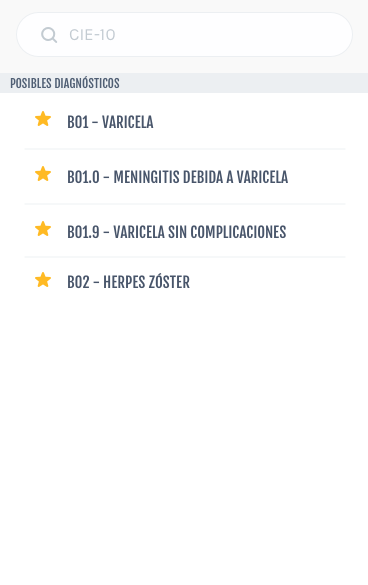 CIE-10
POSIBLES DIAGNÓSTICOS
B01 - VARICELA
B01.0 - MENINGITIS DEBIDA A VARICELA
B01.9 - VARICELA SIN COMPLICACIONES
B02 - HERPES ZÓSTER